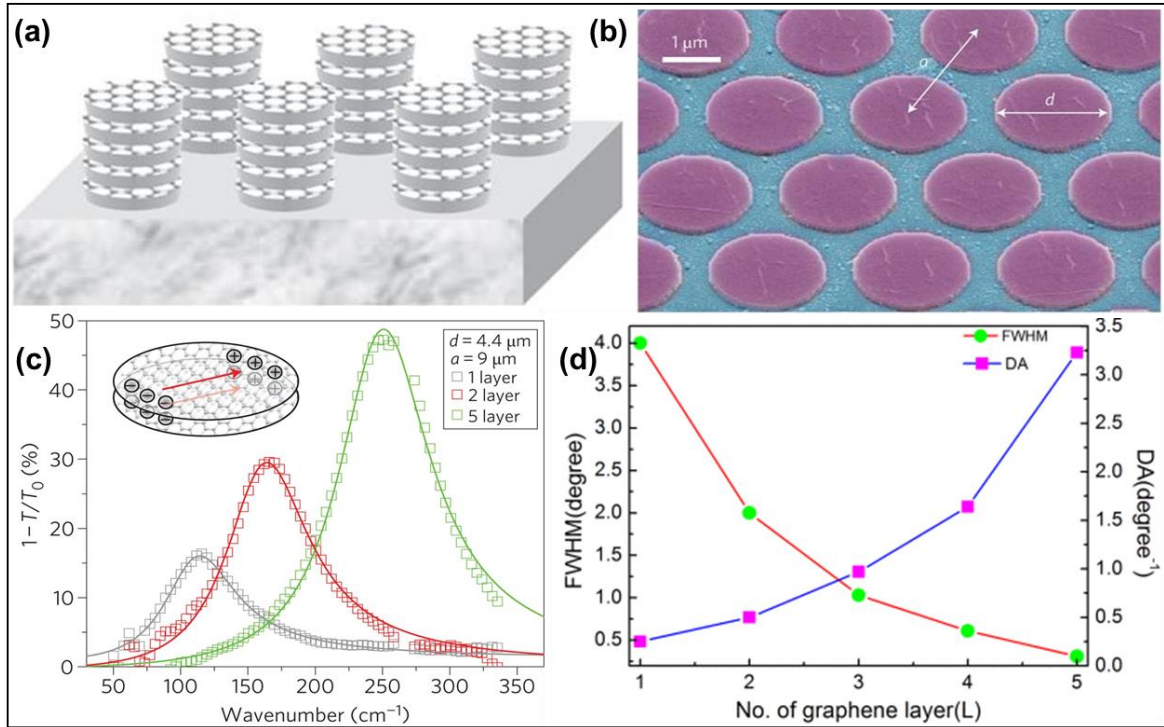 (a)
(b)
1 μm
a
d
(c)
50
40
30
20
10
0
1 – T/T0 (%)
d = 4.4 μm
a = 9 μm
1 layer
2 layer
5 layer
50 100 150 200 250 300 350
Wavenumber (cm⁻¹)
(d)
4.0
3.5
3.0
2.5
2.0
1.5
1.0
0.5
FWHM(degree)
FWHM
DA
3.5
3.0
2.5
2.0
1.5
1.0
0.5
0.0
DA(degree⁻¹)
1 2 3 4 5
No. of graphene layer(L)